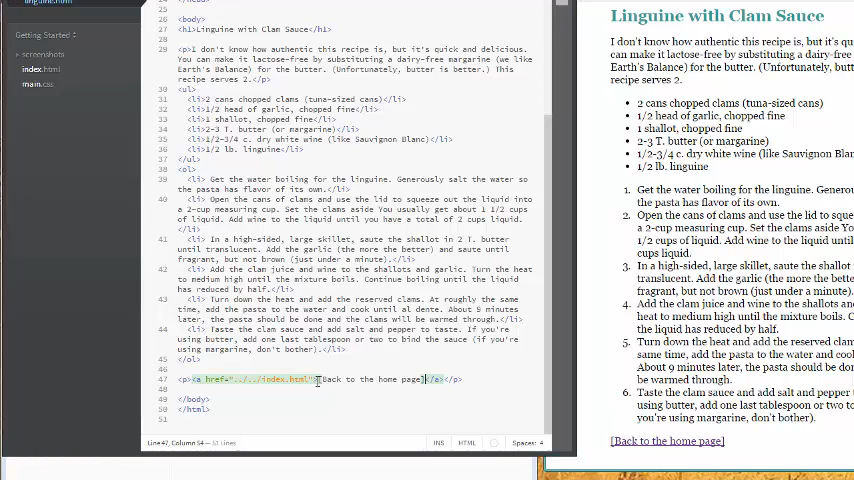 linguine.html
Getting Started
screenshots
index.html
main.css
25
26 <body>
27 <h1>Linguine with Clam Sauce</h1>
28
29 <p>I don't know how authentic this recipe is, but it's quick and delicious.
You can make it lactose-free by substituting a dairy-free margarine (we like
Earth's Balance) for the butter. (Unfortunately, butter is better.) This
recipe serves 2.</p>
30 <ul>
31 <li>2 cans chopped clams (tuna-sized cans)</li>
32 <li>1/2 head of garlic, chopped fine</li>
33 <li>1 shallot, chopped fine</li>
34 <li>2-3 T. butter (or margarine)</li>
35 <li>1/2-3/4 c. dry white wine (like Sauvignon Blanc)</li>
36 <li>1/2 lb. linguine</li>
37 </ul>
38 <ol>
39 <li> Get the water boiling for the linguine. Generously salt the water so
the pasta has flavor of its own.</li>
40 <li> Open the cans of clams and use the lid to squeeze out the liquid into
a 2-cup measuring cup. Set the clams aside You usually get about 1 1/2 cups
of liquid. Add wine to the liquid until you have a total of 2 cups liquid.
</li>
41 <li> In a high-sided, large skillet, saute the shallot in 2 T. butter
until translucent. Add the garlic (the more the better) and saute until
fragrant, but not brown (just under a minute).</li>
42 <li> Add the clam juice and wine to the shallots and garlic. Turn the heat
to medium high until the mixture boils. Continue boiling until the liquid
has reduced by half.</li>
43 <li> Turn down the heat and add the reserved clams. At roughly the same
time, add the pasta to the water and cook until al dente. About 9 minutes
later, the pasta should be done and the clams will be warmed through.</li>
44 <li> Taste the clam sauce and add salt and pepper to taste. If you're
using butter, add one last tablespoon or two to bind the sauce (if you're
using margarine, don't bother).</li>
45 </ol>
46
47 <p><a href="../../index.html">[Back to the home page]</a></p>
48
49 </body>
50 </html>
51
Line 47, Column 54 — 51 Lines
INS HTML Spaces: 4
Linguine with Clam Sauce
I don't know how authentic this recipe is, but it's qu
can make it lactose-free by substituting a dairy-free
Earth's Balance) for the butter. (Unfortunately, butt
recipe serves 2.
• 2 cans chopped clams (tuna-sized cans)
• 1/2 head of garlic, chopped fine
• 1 shallot, chopped fine
• 2-3 T. butter (or margarine)
• 1/2-3/4 c. dry white wine (like Sauvignon Blan
• 1/2 lb. linguine
1. Get the water boiling for the linguine. Generou
the pasta has flavor of its own.
2. Open the cans of clams and use the lid to sque
a 2-cup measuring cup. Set the clams aside You
1/2 cups of liquid. Add wine to the liquid until
cups liquid.
3. In a high-sided, large skillet, saute the shallot
translucent. Add the garlic (the more the bette
fragrant, but not brown (just under a minute).
4. Add the clam juice and wine to the shallots and
heat to medium high until the mixture boils. Co
the liquid has reduced by half.
5. Turn down the heat and add the reserved clam
same time, add the pasta to the water and cook
minutes later, the pasta should be done and the
be warmed through.
6. Taste the clam sauce and add salt and pepper t
using butter, add one last tablespoon or two to
you're using margarine, don't bother).
[Back to the home page]